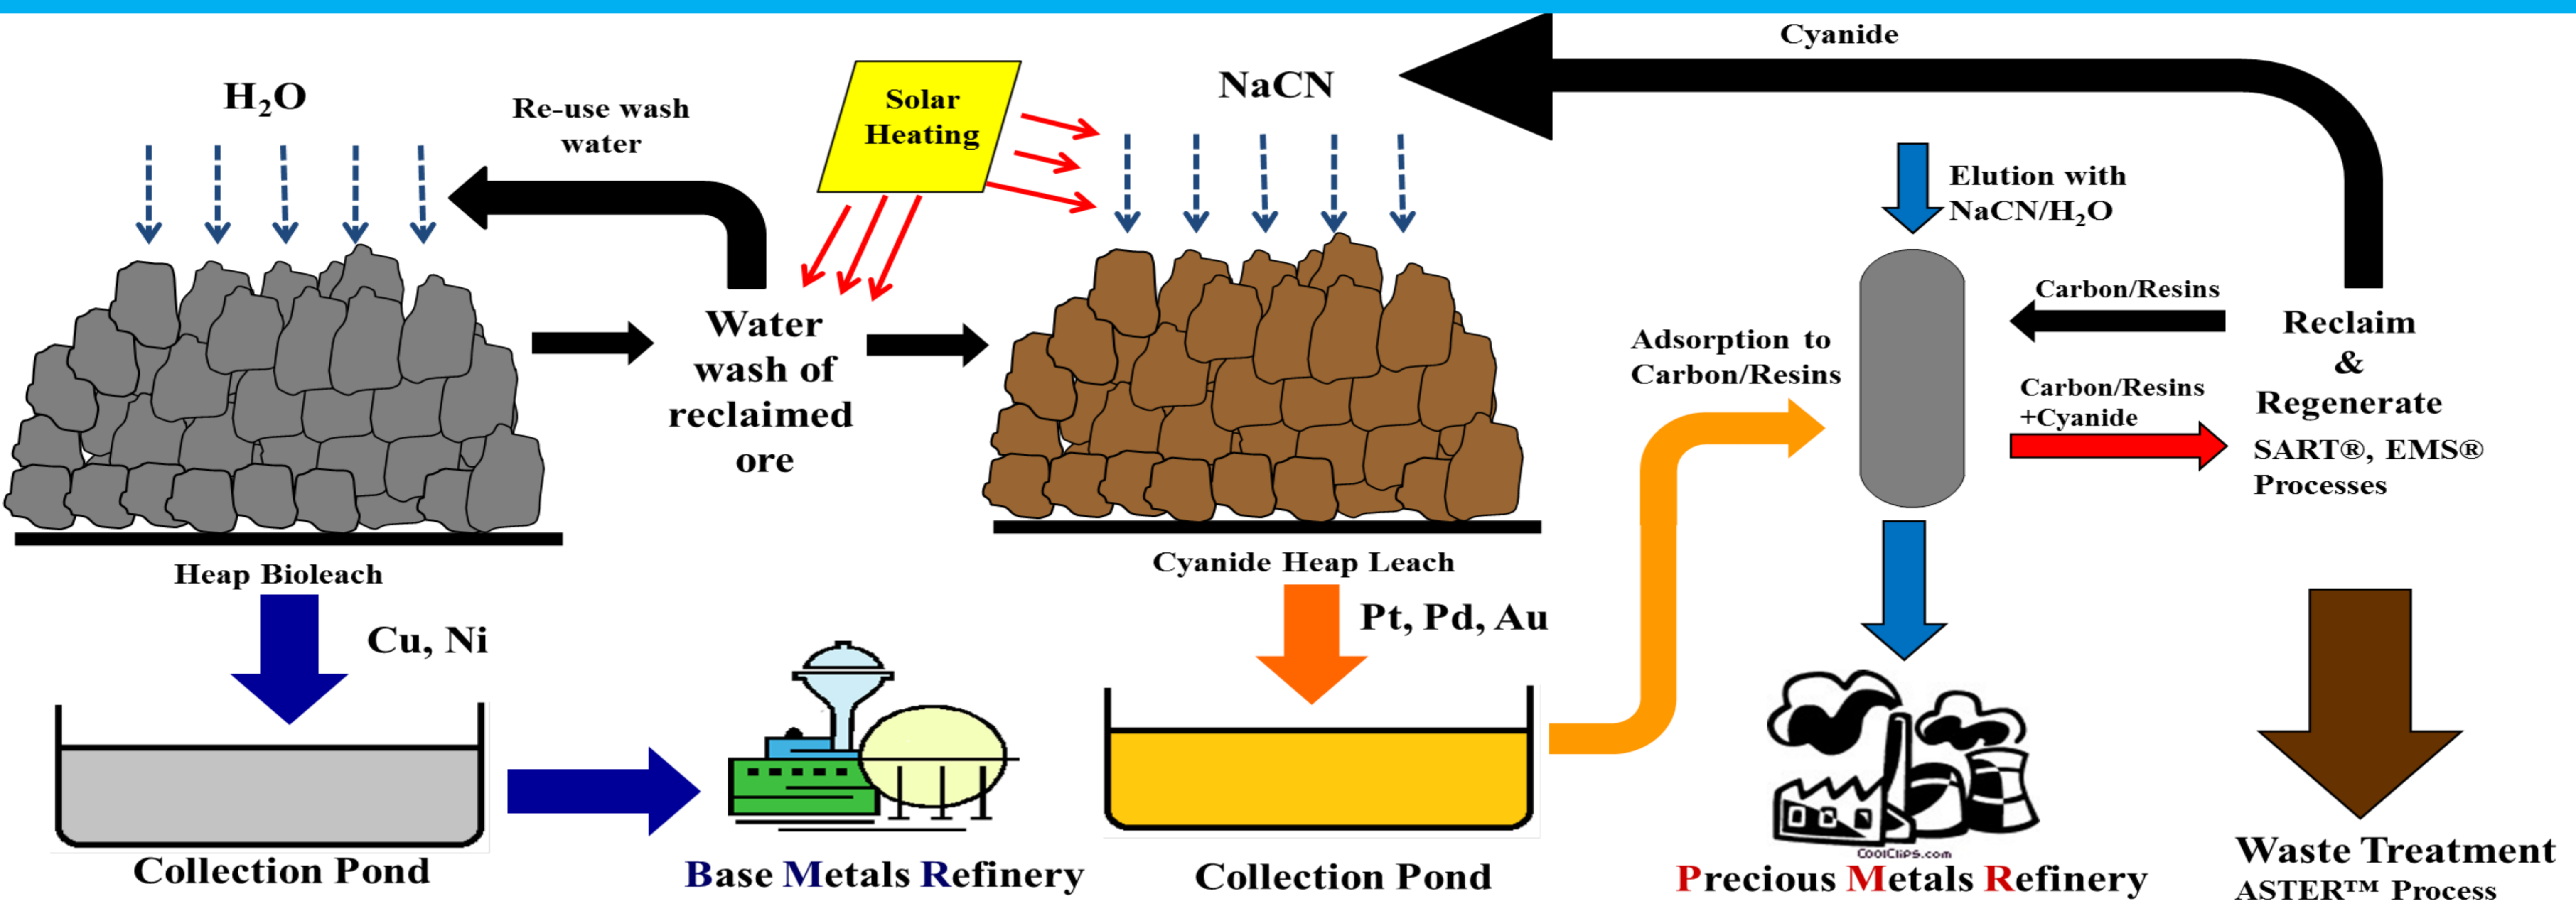 Cyanide
H₂O
Re-use wash
water
Solar
Heating
NaCN
Elution with
NaCN/H₂O
Water
wash of
reclaimed
ore
Adsorption to
Carbon/Resins
Carbon/Resins
Carbon/Resins
+Cyanide
Reclaim
&
Regenerate
SART®, EMS®
Processes
Heap Bioleach
Cu, Ni
Cyanide Heap Leach
Pt, Pd, Au
Collection Pond
Base Metals Refinery
Collection Pond
COOLCLiPS.com
Precious Metals Refinery
Waste Treatment
ASTER™ Process